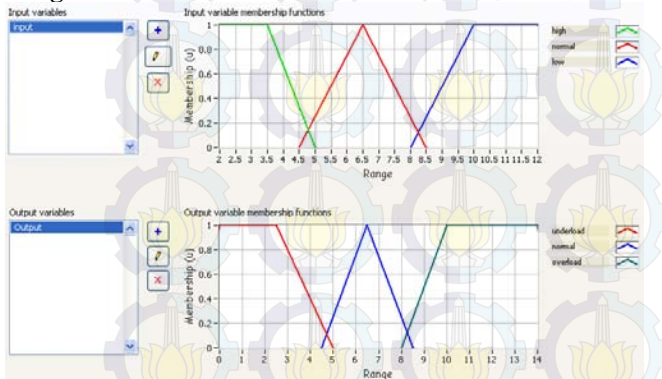 Input variables
Input variable membership functions
input
Membership (u)
1
0.8
0.6
0.4
0.2
0
2 2.5 3 3.5 4 4.5 5 5.5 6 6.5 7 7.5 8 8.5 9 9.5 10 10.5 11 11.5 12
Range
high
normal
low
Output variables
Output variable membership functions
Output
Membership (u)
1
0.8
0.6
0.4
0.2
0
0 1 2 3 4 5 6 7 8 9 10 11 12 13 14
Range
underload
normal
overload